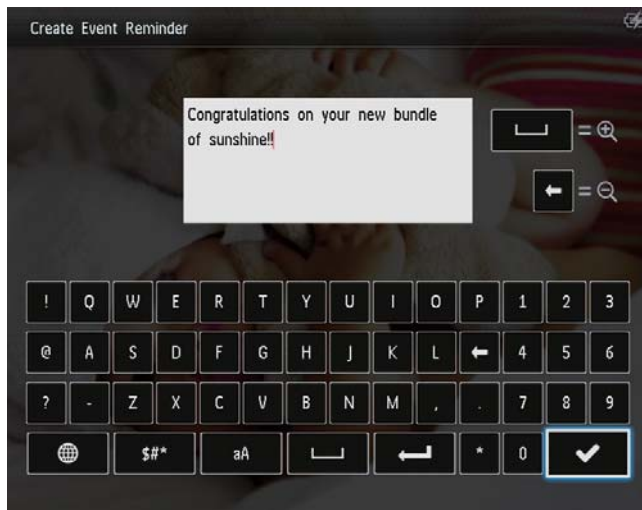 Create Event Reminder
Congratulations on your new bundle
of sunshine!!
=
=
! Q W E R T Y U I O P 1 2 3
@ A S D F G H J K L 4 5 6
? - Z X C V B N M , . 7 8 9
$#* aA * 0